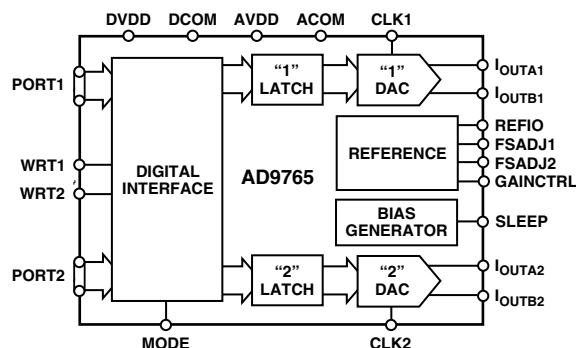 DVDD DCOM AVDD ACOM CLK1
PORT1
WRT1
WRT2
PORT2
DIGITAL
INTERFACE
"1"
LATCH
"1"
DAC
IOUTA1
IOUTB1
AD9765
REFERENCE
REFIO
FSADJ1
FSADJ2
GAINCTRL
BIAS
GENERATOR
SLEEP
"2"
LATCH
"2"
DAC
IOUTA2
IOUTB2
MODE CLK2